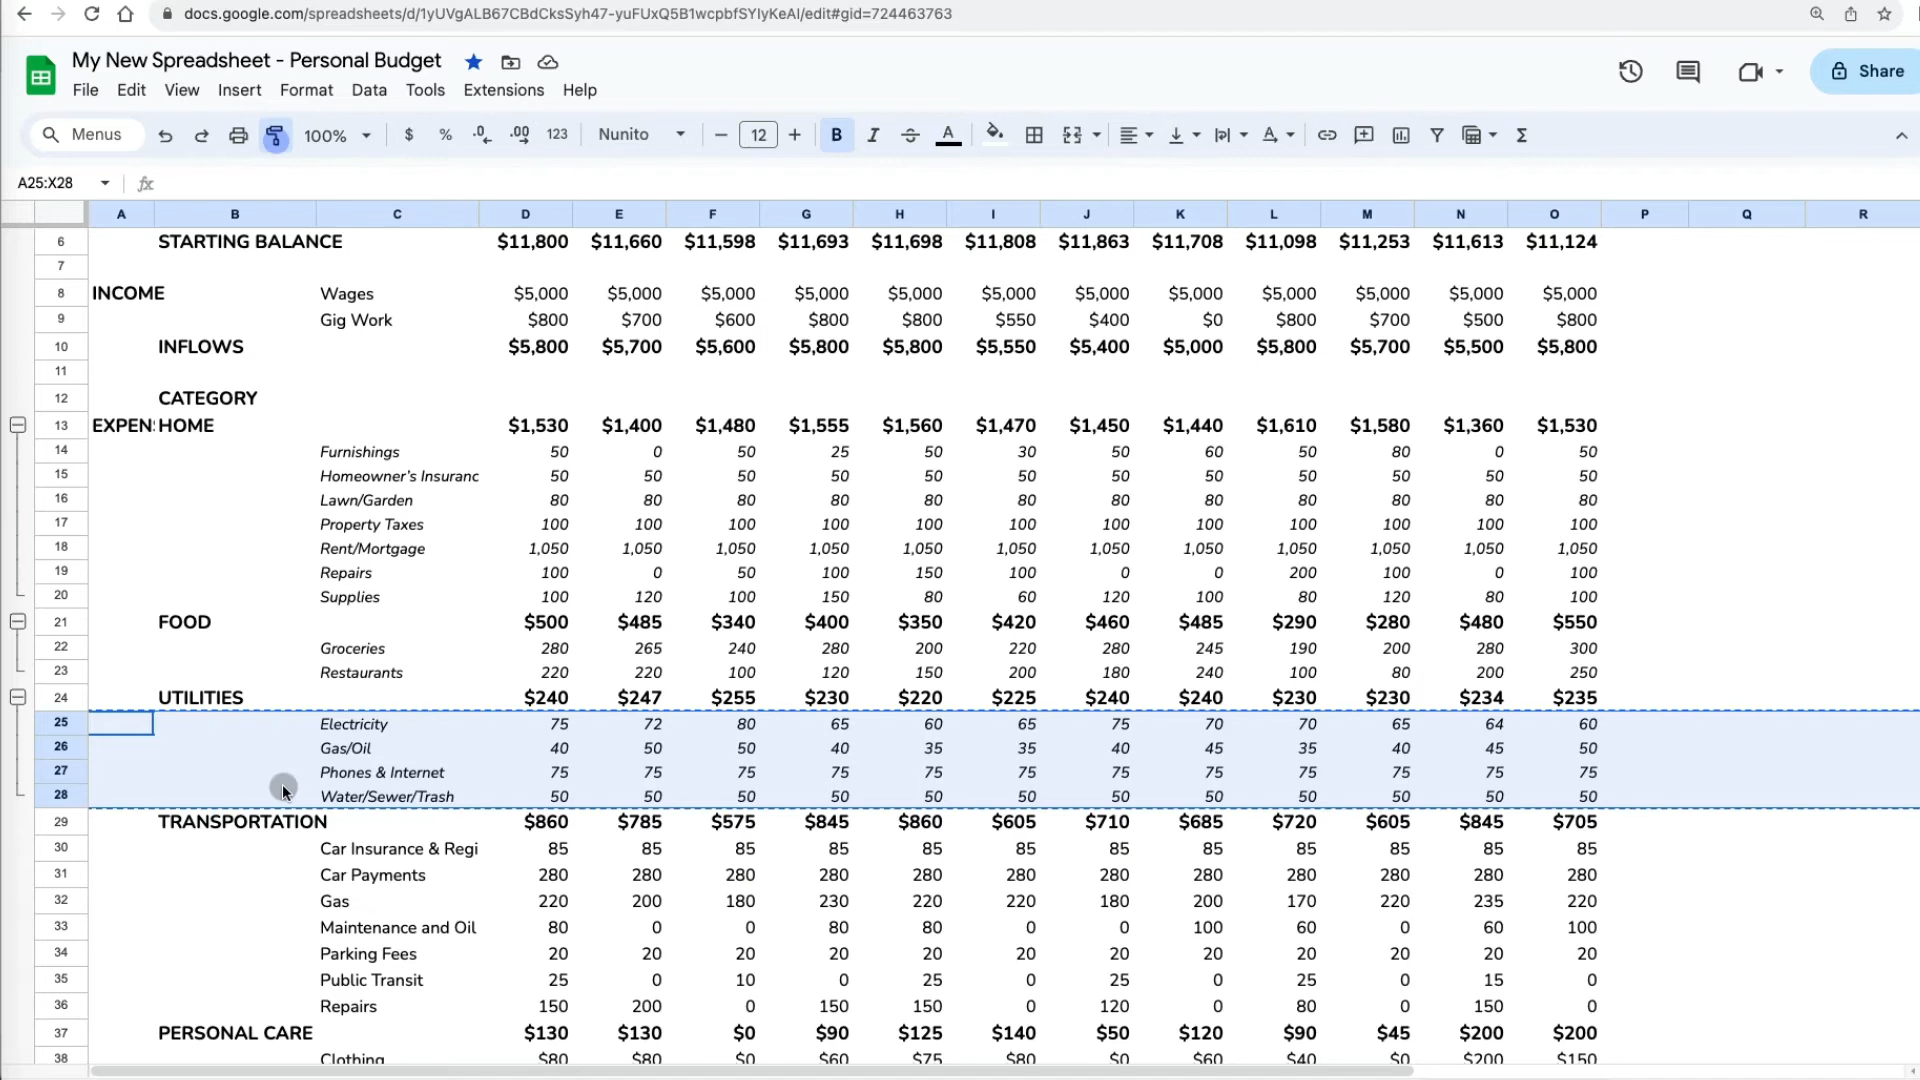 docs.google.com/spreadsheets/d/1yUVgALB67CBdCksSyh47-yuFUxQ5B1wcpbfSYIyKeAI/edit#gid=724463763
My New Spreadsheet - Personal Budget
Share
File Edit View Insert Format Data Tools Extensions Help
Menus 100% $ % .0 .00 123 Nunito 12 B I S A
A25:X28 fx
A B C D E F G H I J K L M N O P Q R
6 STARTING BALANCE $11,800 $11,660 $11,598 $11,693 $11,698 $11,808 $11,863 $11,708 $11,098 $11,253 $11,613 $11,124
7
8 INCOME Wages $5,000 $5,000 $5,000 $5,000 $5,000 $5,000 $5,000 $5,000 $5,000 $5,000 $5,000 $5,000
9 Gig Work $800 $700 $600 $800 $800 $550 $400 $0 $800 $700 $500 $800
10 INFLOWS $5,800 $5,700 $5,600 $5,800 $5,800 $5,550 $5,400 $5,000 $5,800 $5,700 $5,500 $5,800
11
12 CATEGORY
13 EXPEN HOME $1,530 $1,400 $1,480 $1,555 $1,560 $1,470 $1,450 $1,440 $1,610 $1,580 $1,360 $1,530
14 Furnishings 50 0 50 25 50 30 50 60 50 80 0 50
15 Homeowner's Insuranc 50 50 50 50 50 50 50 50 50 50 50 50
16 Lawn/Garden 80 80 80 80 80 80 80 80 80 80 80 80
17 Property Taxes 100 100 100 100 100 100 100 100 100 100 100 100
18 Rent/Mortgage 1,050 1,050 1,050 1,050 1,050 1,050 1,050 1,050 1,050 1,050 1,050 1,050
19 Repairs 100 0 50 100 150 100 0 0 200 100 0 100
20 Supplies 100 120 100 150 80 60 120 100 80 120 80 100
21 FOOD $500 $485 $340 $400 $350 $420 $460 $485 $290 $280 $480 $550
22 Groceries 280 265 240 280 200 220 280 245 190 200 280 300
23 Restaurants 220 220 100 120 150 200 180 240 100 80 200 250
24 UTILITIES $240 $247 $255 $230 $220 $225 $240 $240 $230 $230 $234 $235
25 Electricity 75 72 80 65 60 65 75 70 70 65 64 60
26 Gas/Oil 40 50 50 40 35 35 40 45 35 40 45 50
27 Phones & Internet 75 75 75 75 75 75 75 75 75 75 75 75
28 Water/Sewer/Trash 50 50 50 50 50 50 50 50 50 50 50 50
29 TRANSPORTATION $860 $785 $575 $845 $860 $605 $710 $685 $720 $605 $845 $705
30 Car Insurance & Regi 85 85 85 85 85 85 85 85 85 85 85 85
31 Car Payments 280 280 280 280 280 280 280 280 280 280 280 280
32 Gas 220 200 180 230 220 220 180 200 170 220 235 220
33 Maintenance and Oil 80 0 0 80 80 0 0 100 60 0 60 100
34 Parking Fees 20 20 20 20 20 20 20 20 20 20 20 20
35 Public Transit 25 0 10 0 25 0 25 0 25 0 15 0
36 Repairs 150 200 0 150 150 0 120 0 80 0 150 0
37 PERSONAL CARE $130 $130 $0 $90 $125 $140 $50 $120 $90 $45 $200 $200
38 Clothing $80 $80 $0 $60 $75 $80 $0 $60 $40 $0 $200 $150